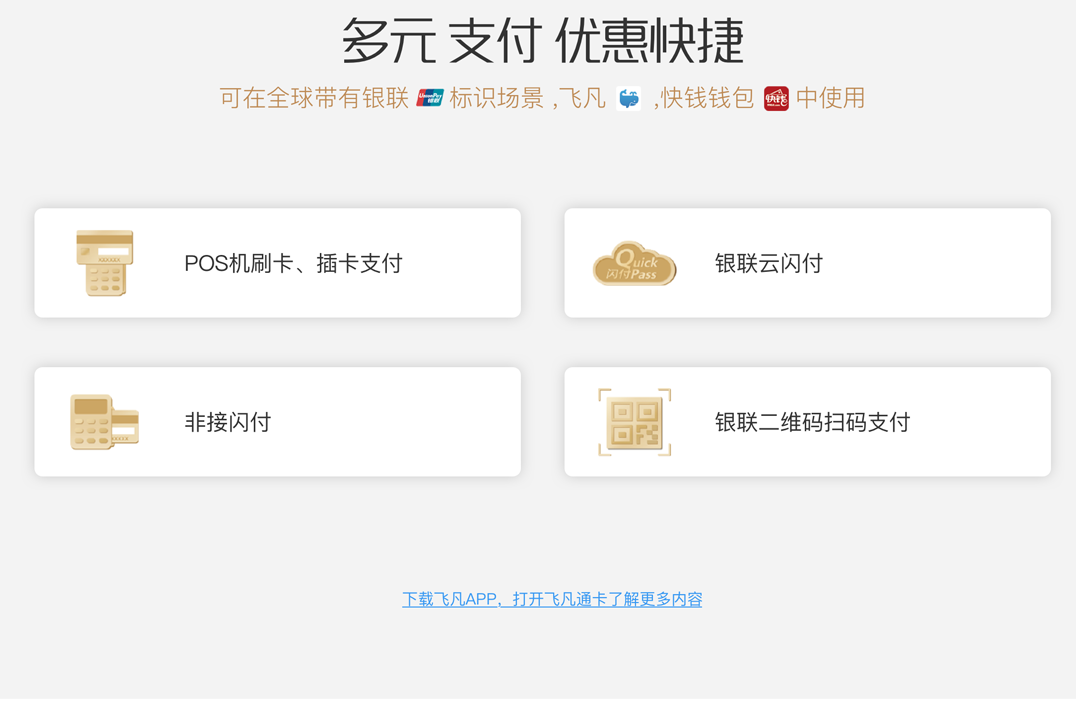 多元 支付 优惠快捷
可在全球带有银联 UnionPay 银联 标识场景 ,飞凡 ,快钱钱包 快钱 中使用
POS机刷卡、插卡支付
Quick 闪付Pass
银联云闪付
非接闪付
银联二维码扫码支付
下载飞凡APP，打开飞凡通卡了解更多内容